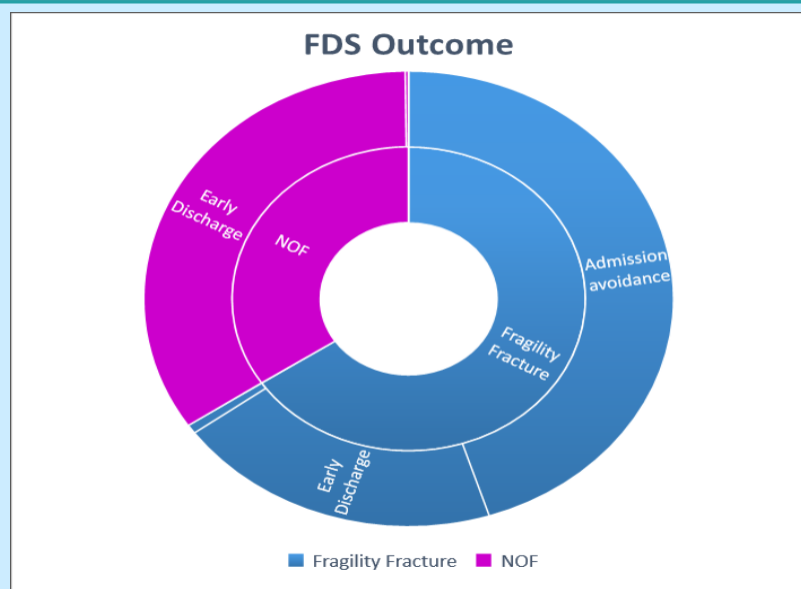 FDS Outcome
Early
Discharge
NOF
Admission
avoidance
Fragility
Fracture
Early
Discharge
Fragility Fracture
NOF